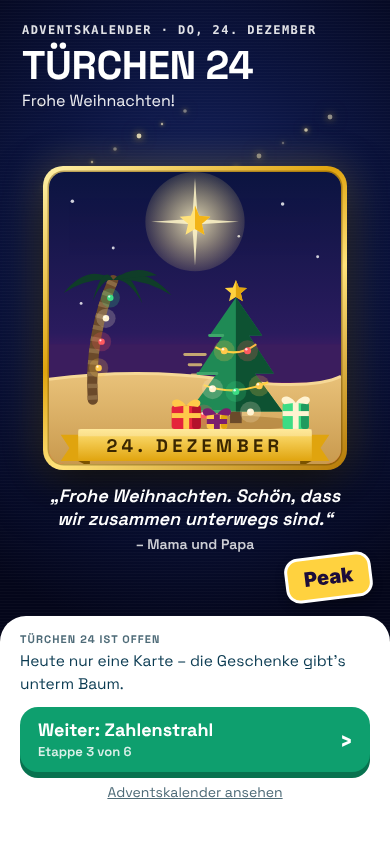 ADVENTSKALENDER · DO, 24. DEZEMBER
TÜRCHEN 24
Frohe Weihnachten!
24. DEZEMBER
„Frohe Weihnachten. Schön, dass
wir zusammen unterwegs sind.“
– Mama und Papa
Peak
TÜRCHEN 24 IST OFFEN
Heute nur eine Karte – die Geschenke gibt’s
unterm Baum.
Weiter: Zahlenstrahl
Etappe 3 von 6
>
Adventskalender ansehen